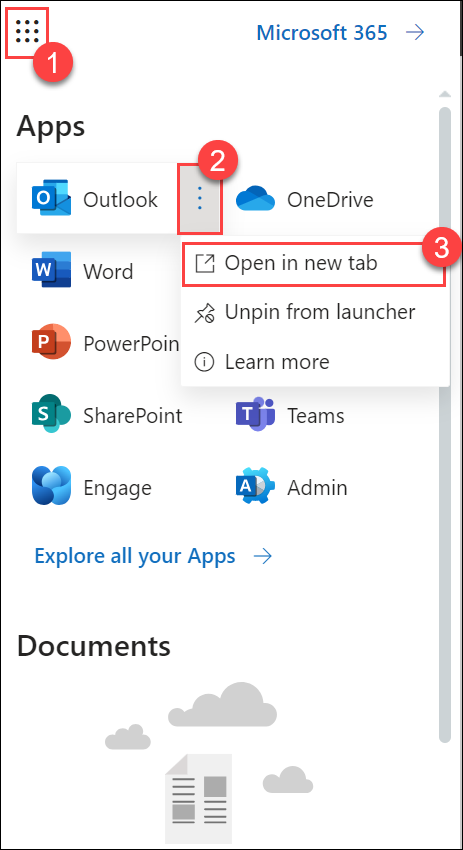 1
Microsoft 365
Apps
2
Outlook
OneDrive
3
Open in new tab
Word
Unpin from launcher
PowerPoin
Learn more
SharePoint
Teams
Engage
Admin
Explore all your Apps
Documents